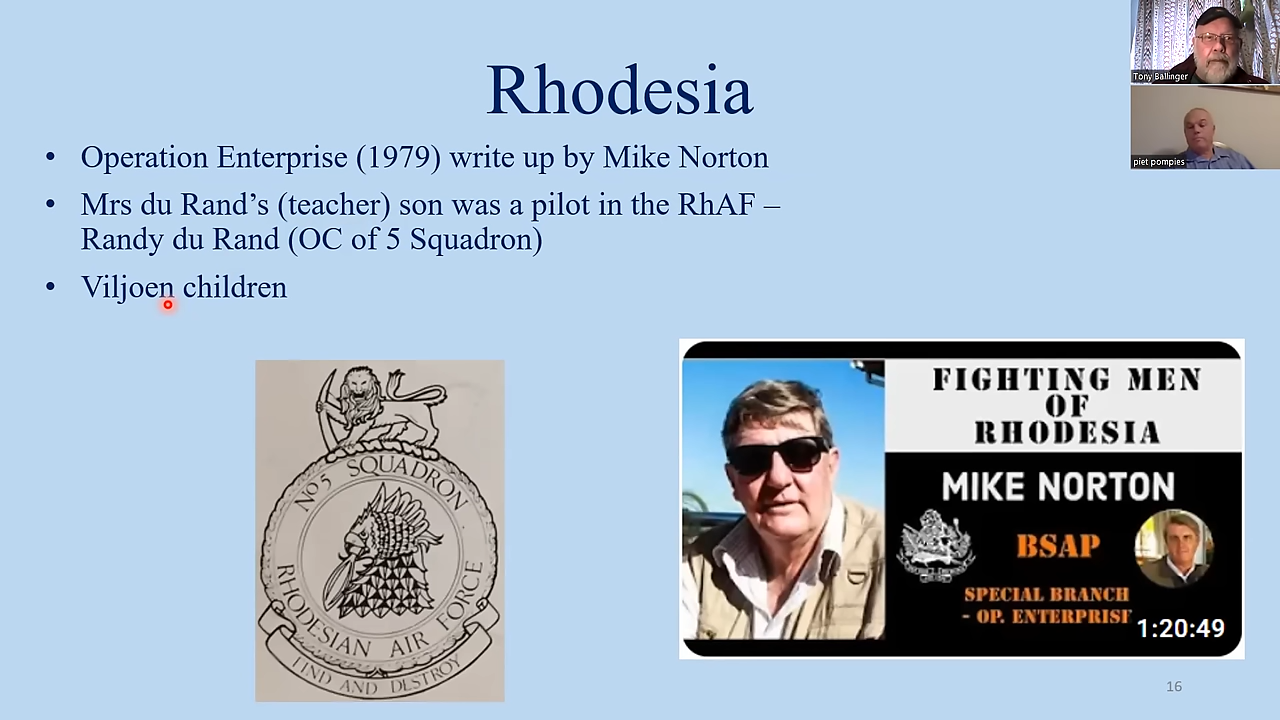 Rhodesia
• Operation Enterprise (1979) write up by Mike Norton
• Mrs du Rand’s (teacher) son was a pilot in the RhAF –
Randy du Rand (OC of 5 Squadron)
• Viljoen children
Tony Ballinger
piet pompies
No 5 SQUADRON
RHODESIAN AIR FORCE
FIND AND DESTROY
FIGHTING MEN
OF
RHODESIA
MIKE NORTON
BSAP
SPECIAL BRANCH
- OP. ENTERPRISE
1:20:49
16